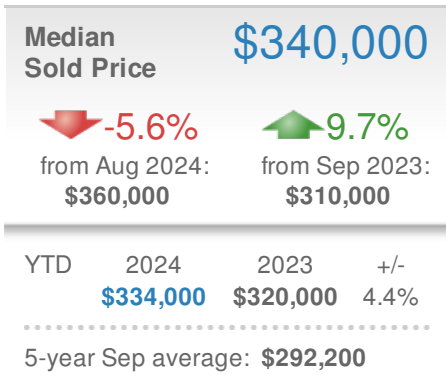 Median $340,000
Sold Price
-5.6% 9.7%
from Aug 2024: from Sep 2023:
$360,000 $310,000
YTD 2024 2023 +/-
$334,000 $320,000 4.4%
5-year Sep average: $292,200